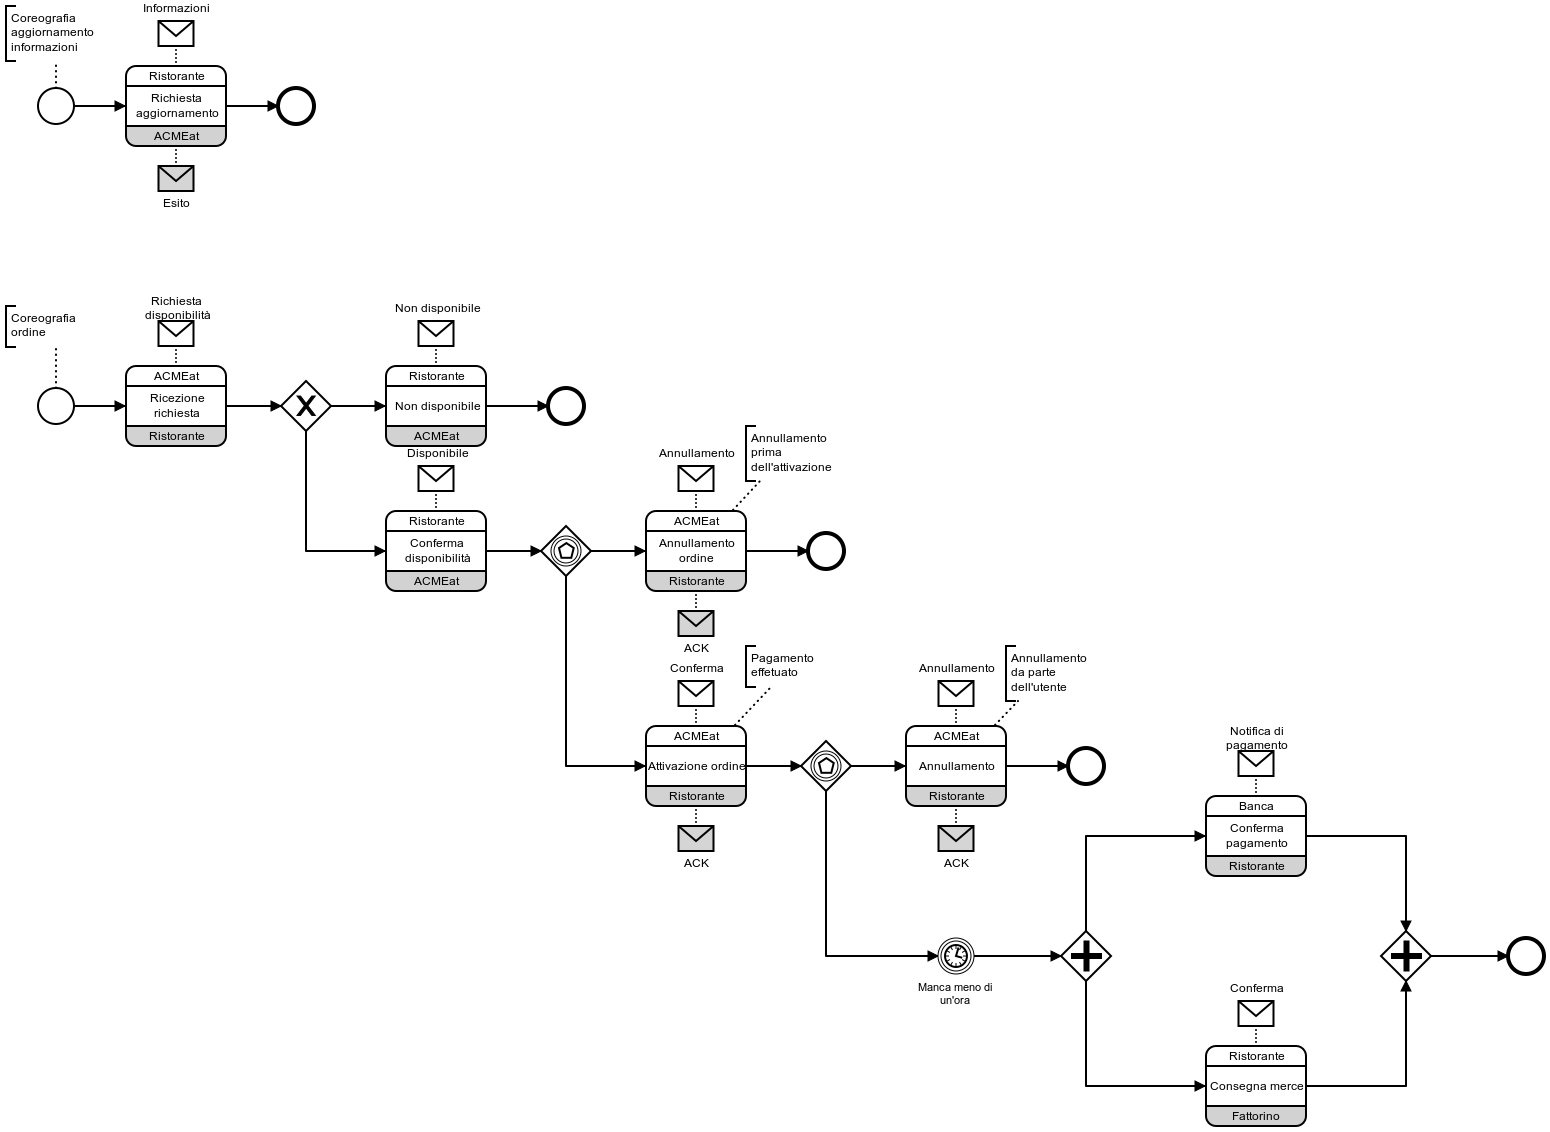 Coreografia
aggiornamento
informazioni
Informazioni
Ristorante
Richiesta
aggiornamento
ACMEat
Esito
Coreografia
ordine
Richiesta
disponibilità
ACMEat
Ricezione
richiesta
Ristorante
Non disponibile
Ristorante
Non disponibile
ACMEat
Disponibile
Ristorante
Conferma
disponibilità
ACMEat
Annullamento
Annullamento
prima
dell'attivazione
ACMEat
Annullamento
ordine
Ristorante
ACK
Conferma
Pagamento
effetuato
ACMEat
Attivazione ordine
Ristorante
ACK
Annullamento
Annullamento
da parte
dell'utente
ACMEat
Annullamento
Ristorante
ACK
Manca meno di
un'ora
Notifica di
pagamento
Banca
Conferma
pagamento
Ristorante
Conferma
Ristorante
Consegna merce
Fattorino